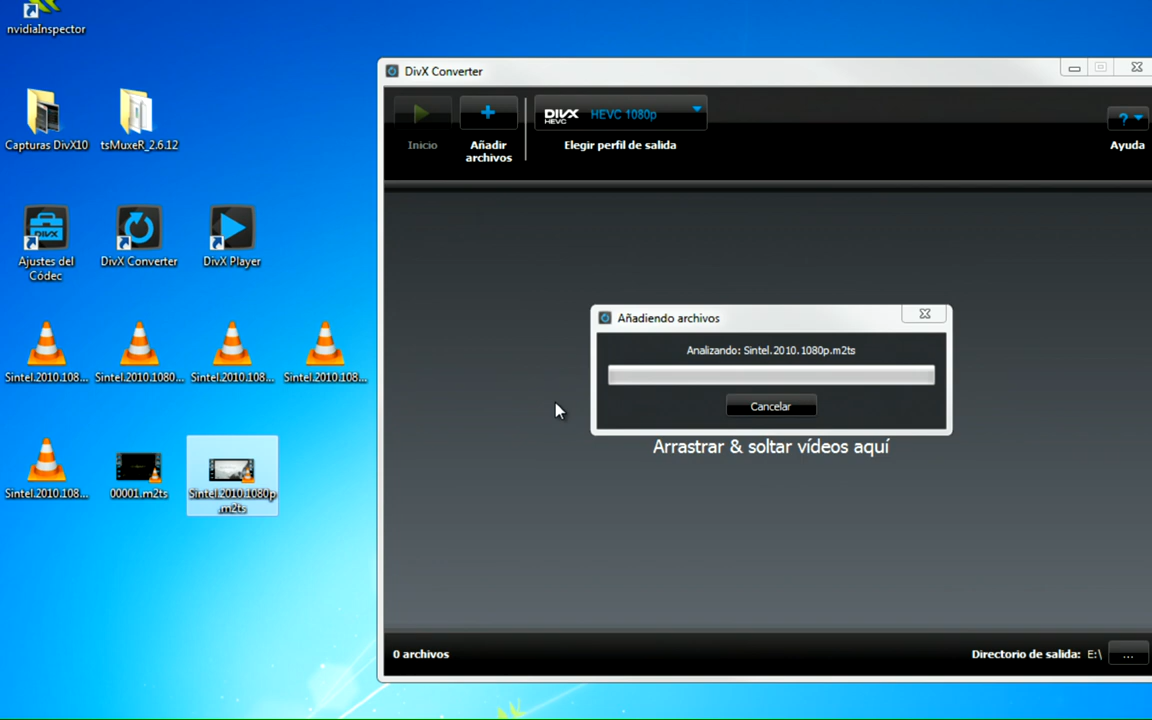 nvidiaInspector
DivX Converter
DIVX HEVC HEVC 1080p
?
Inicio
Añadir
archivos
Elegir perfil de salida
Ayuda
Capturas DivX10
tsMuxeR_2.6.12
DIVX
Ajustes del
Códec
DivX Converter
DivX Player
Añadiendo archivos
Analizando: Sintel.2010.1080p.m2ts
Cancelar
Arrastrar & soltar vídeos aquí
Sintel.2010.108...
Sintel.2010.1080...
Sintel.2010.108...
Sintel.2010.108...
Sintel.2010.108...
00001.m2ts
Sintel.2010.1080p
.m2ts
0 archivos
Directorio de salida: E:\
...